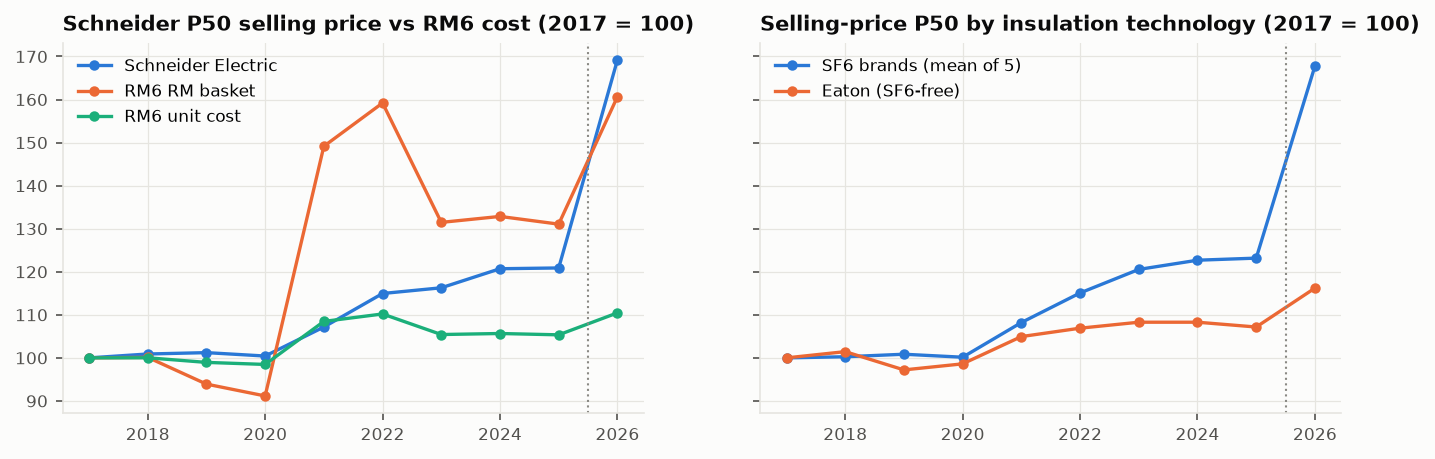 Schneider P50 selling price vs RM6 cost (2017 = 100)
Schneider Electric
RM6 RM basket
RM6 unit cost
170
160
150
140
130
120
110
100
90
2018
2020
2022
2024
2026
Selling-price P50 by insulation technology (2017 = 100)
SF6 brands (mean of 5)
Eaton (SF6-free)
2018
2020
2022
2024
2026